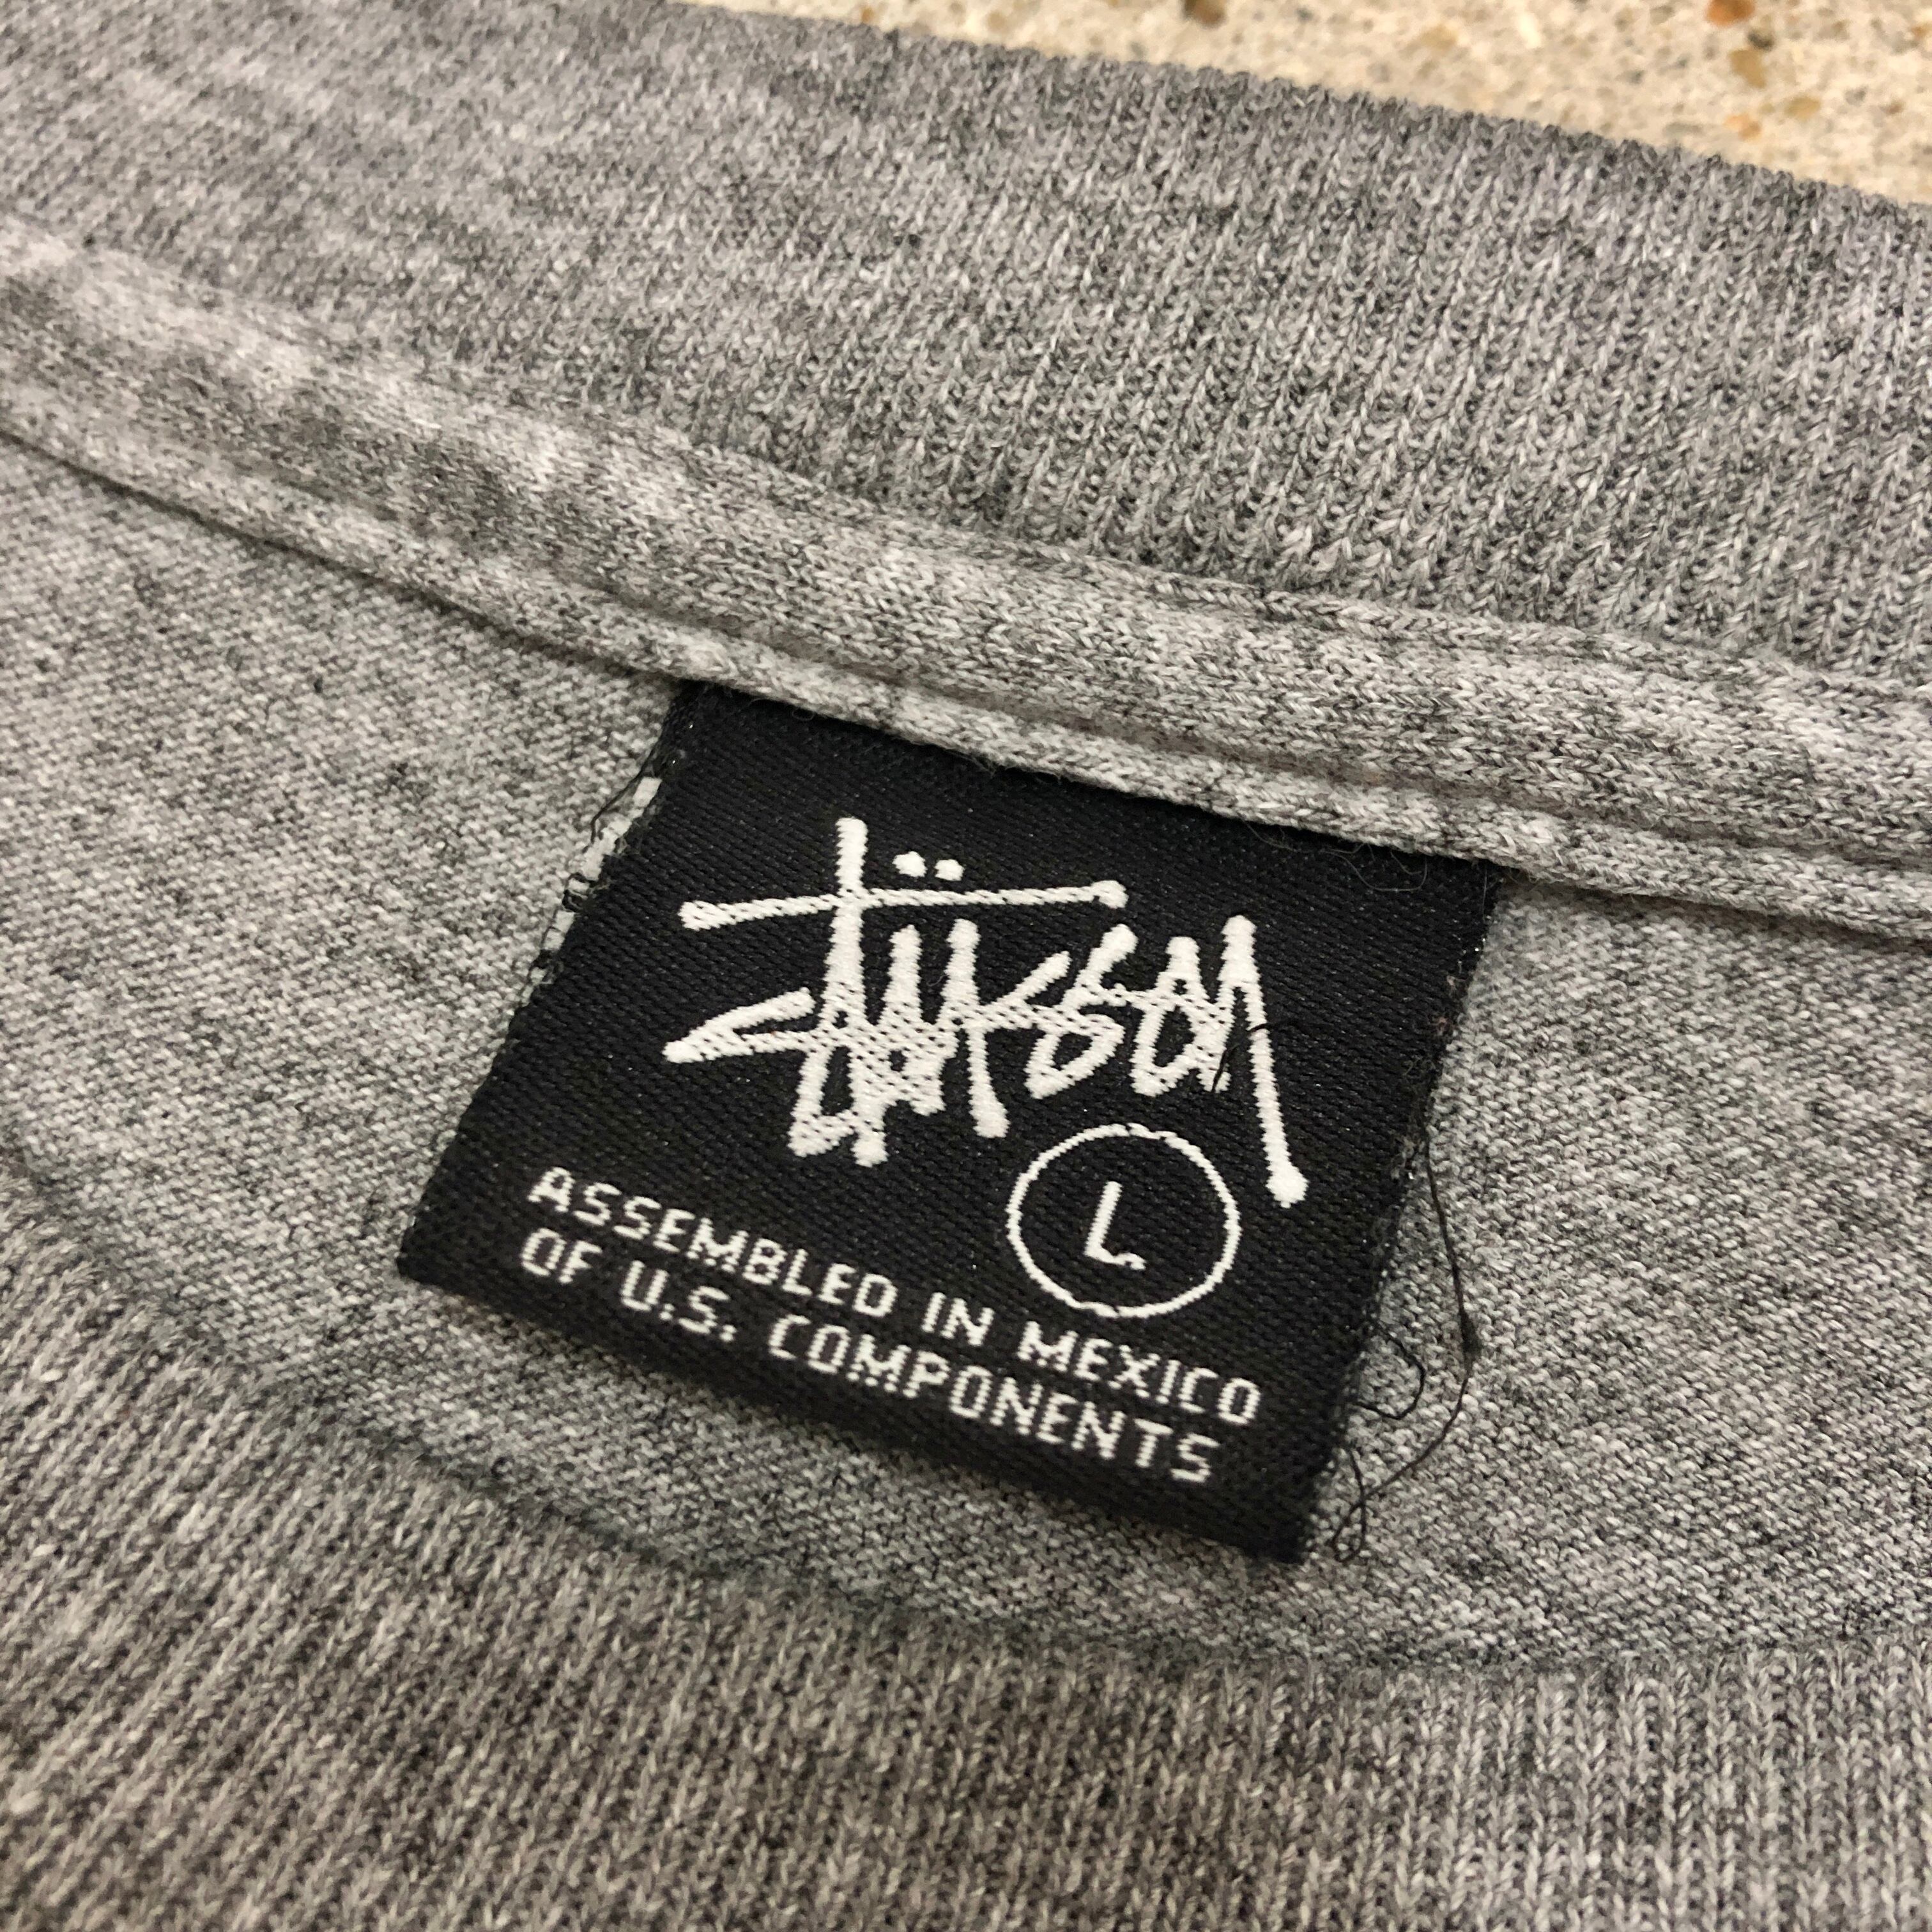 Stüssy
L
ASSEMBLED IN MEXICO
OF U.S. COMPONENTS